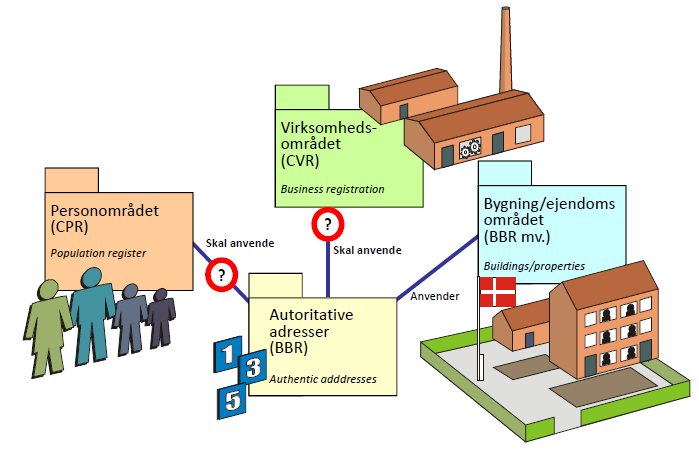 Virksomheds-
området
(CVR)
Business registration
Personområdet
(CPR)
Population register
Bygning/ejendoms
området
(BBR mv.)
Buildings/properties
Skal anvende
?
?
Skal anvende
Anvender
Autoritative
adresser
(BBR)
Authentic adddresses
1
3
5